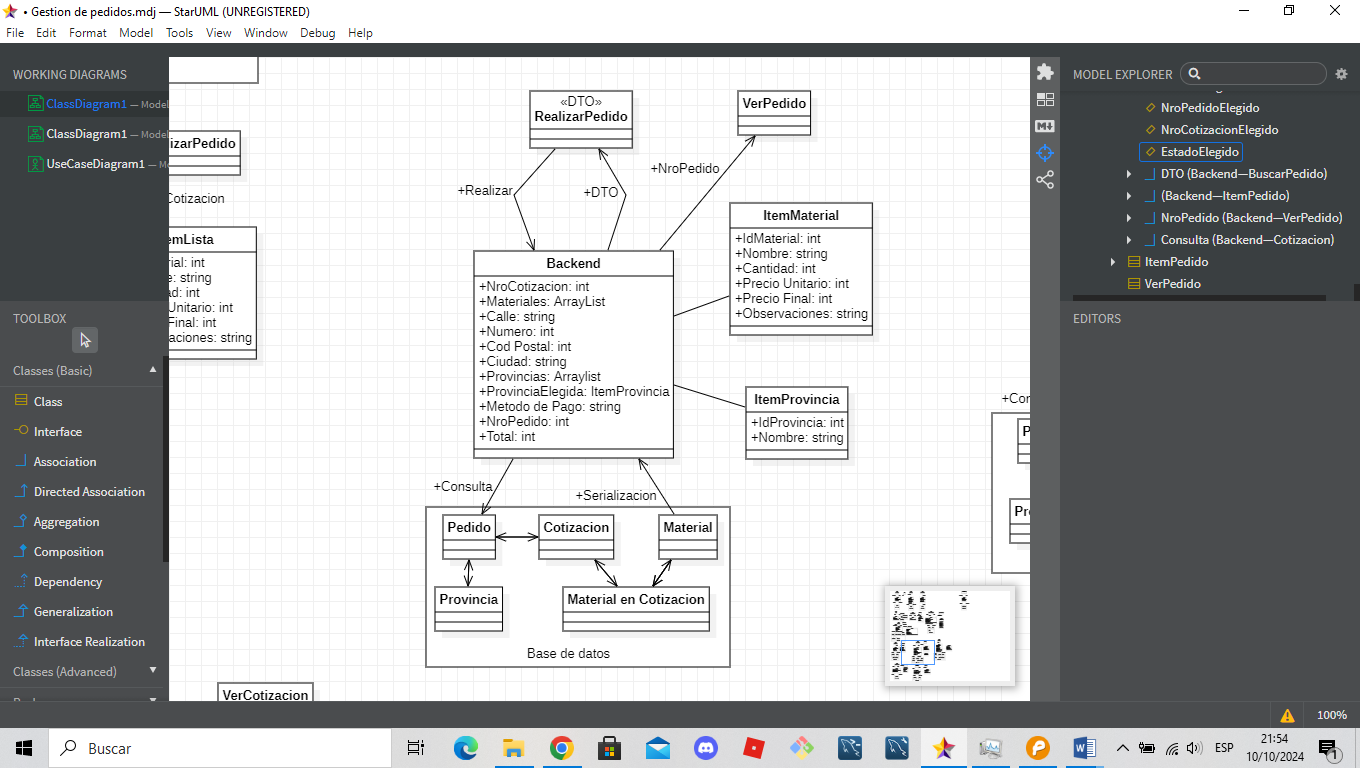 • Gestion de pedidos.mdj — StarUML (UNREGISTERED)
File Edit Format Model Tools View Window Debug Help
WORKING DIAGRAMS
ClassDiagram1 — Model
ClassDiagram1 — Model
UseCaseDiagram1 — M
TOOLBOX
Classes (Basic)
Class
Interface
Association
Directed Association
Aggregation
Composition
Dependency
Generalization
Interface Realization
Classes (Advanced)
izarPedido
Cotizacion
emLista
rial: int
e: string
ad: int
Unitario: int
Final: int
aciones: string
«DTO»
RealizarPedido
VerPedido
+Realizar
+DTO
+NroPedido
Backend
+NroCotizacion: int
+Materiales: ArrayList
+Calle: string
+Numero: int
+Cod Postal: int
+Ciudad: string
+Provincias: Arraylist
+ProvinciaElegida: ItemProvincia
+Metodo de Pago: string
+NroPedido: int
+Total: int
ItemMaterial
+IdMaterial: int
+Nombre: string
+Cantidad: int
+Precio Unitario: int
+Precio Final: int
+Observaciones: string
ItemProvincia
+IdProvincia: int
+Nombre: string
+Consulta
+Serializacion
Pedido
Cotizacion
Material
Provincia
Material en Cotizacion
Base de datos
VerCotizacion
+Cor
P
Pr
MODEL EXPLORER
NroPedidoElegido
NroCotizacionElegido
EstadoElegido
DTO (Backend—BuscarPedido)
(Backend—ItemPedido)
NroPedido (Backend—VerPedido)
Consulta (Backend—Cotizacion)
ItemPedido
VerPedido
EDITORS
100%
Buscar
ESP
21:54
10/10/2024
1